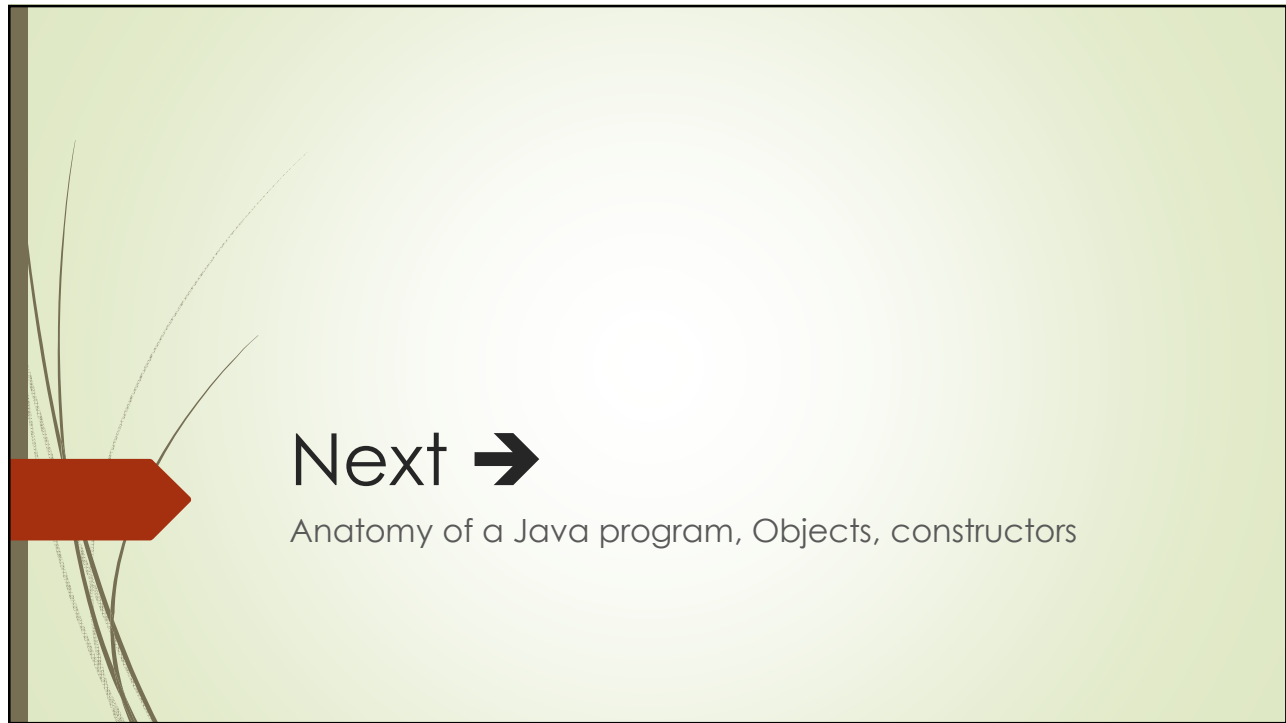 Next ➔
Anatomy of a Java program, Objects, constructors